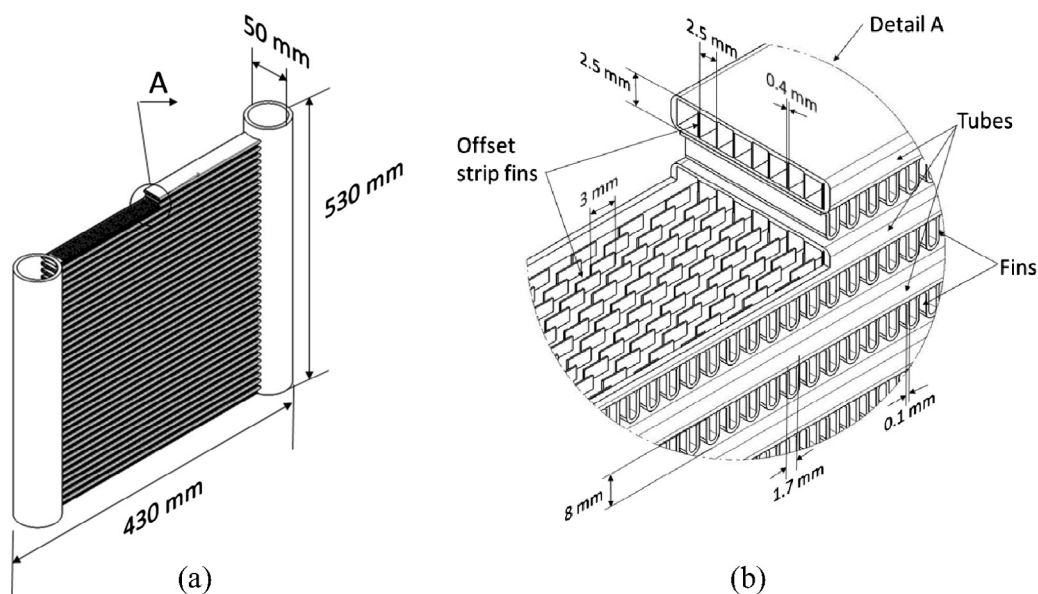 50 mm
A
530 mm
430 mm
(a)
Detail A
2.5 mm
2.5 mm
0.4 mm
Tubes
Offset
strip fins
3 mm
Fins
0.1 mm
1.7 mm
8 mm
(b)